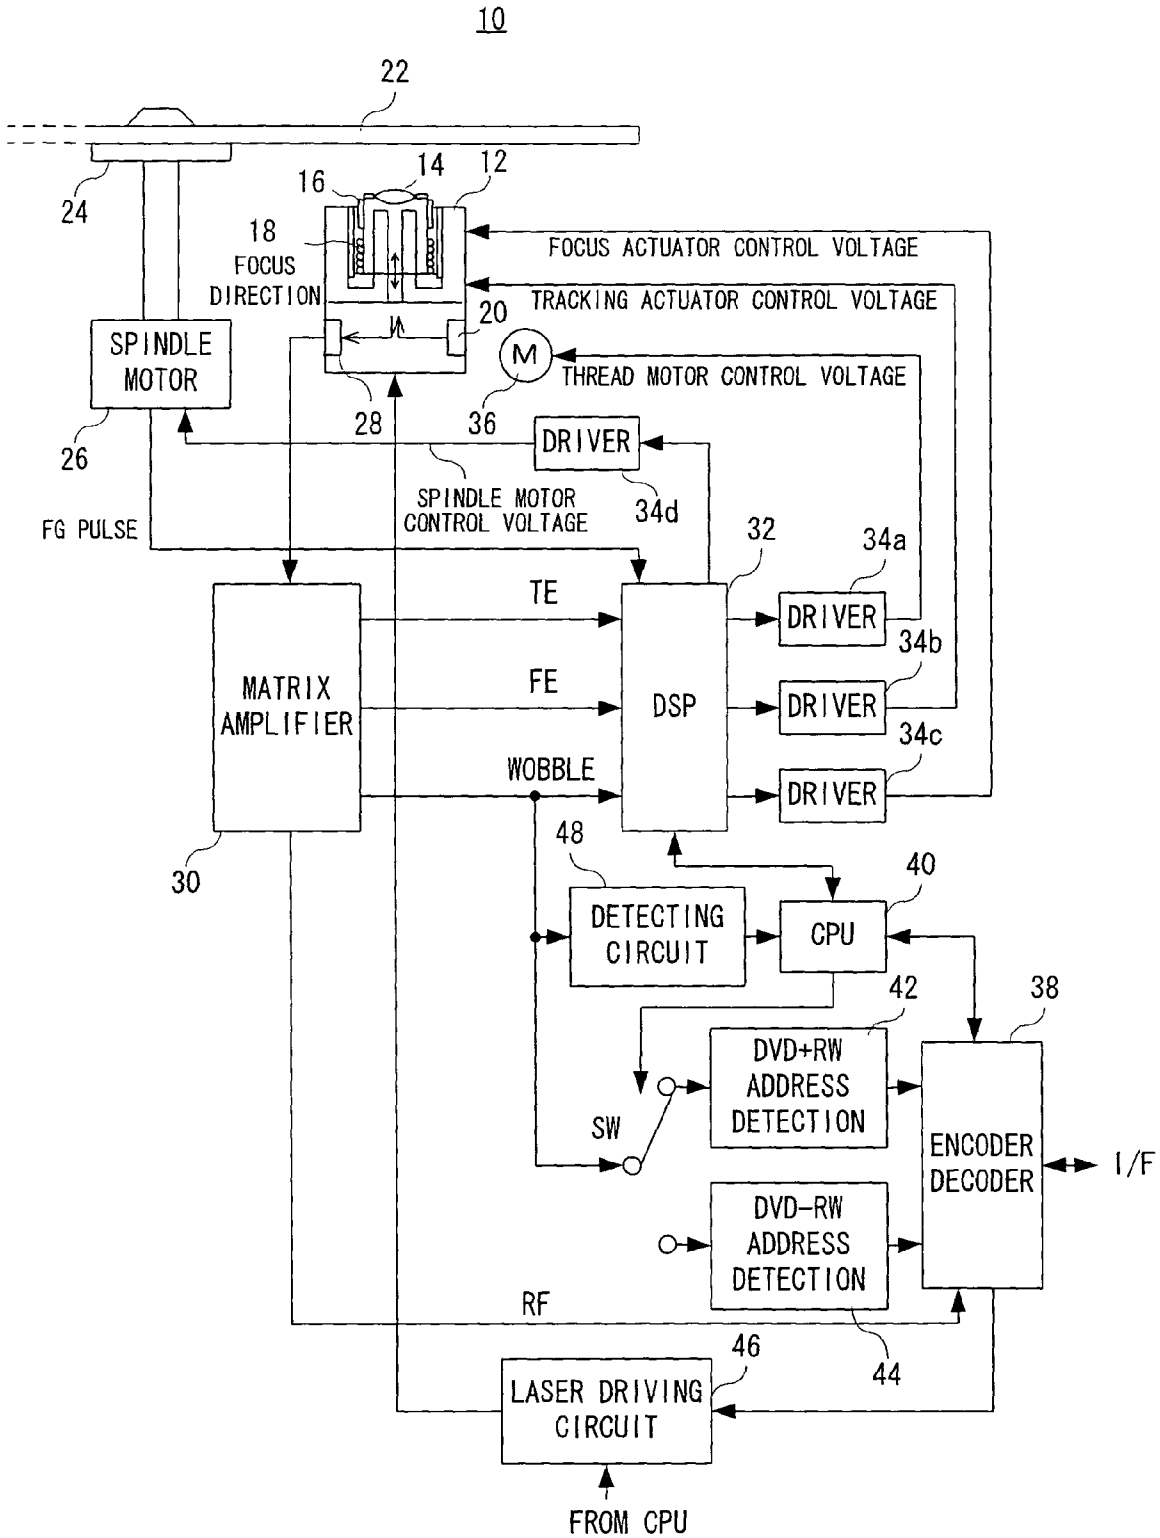 10
22
24
16
14
12
18
FOCUS
DIRECTION
FOCUS ACTUATOR CONTROL VOLTAGE
TRACKING ACTUATOR CONTROL VOLTAGE
20
SPINDLE
MOTOR
M
THREAD MOTOR CONTROL VOLTAGE
28
36
26
DRIVER
SPINDLE MOTOR
CONTROL VOLTAGE
34d
FG PULSE
32
34a
TE
DRIVER
34b
MATRIX
AMPLIFIER
FE
DSP
DRIVER
34c
WOBBLE
DRIVER
30
48
40
DETECTING
CIRCUIT
CPU
42
38
DVD+RW
ADDRESS
DETECTION
SW
ENCODER
DECODER
I/F
DVD-RW
ADDRESS
DETECTION
RF
44
46
LASER DRIVING
CIRCUIT
FROM CPU